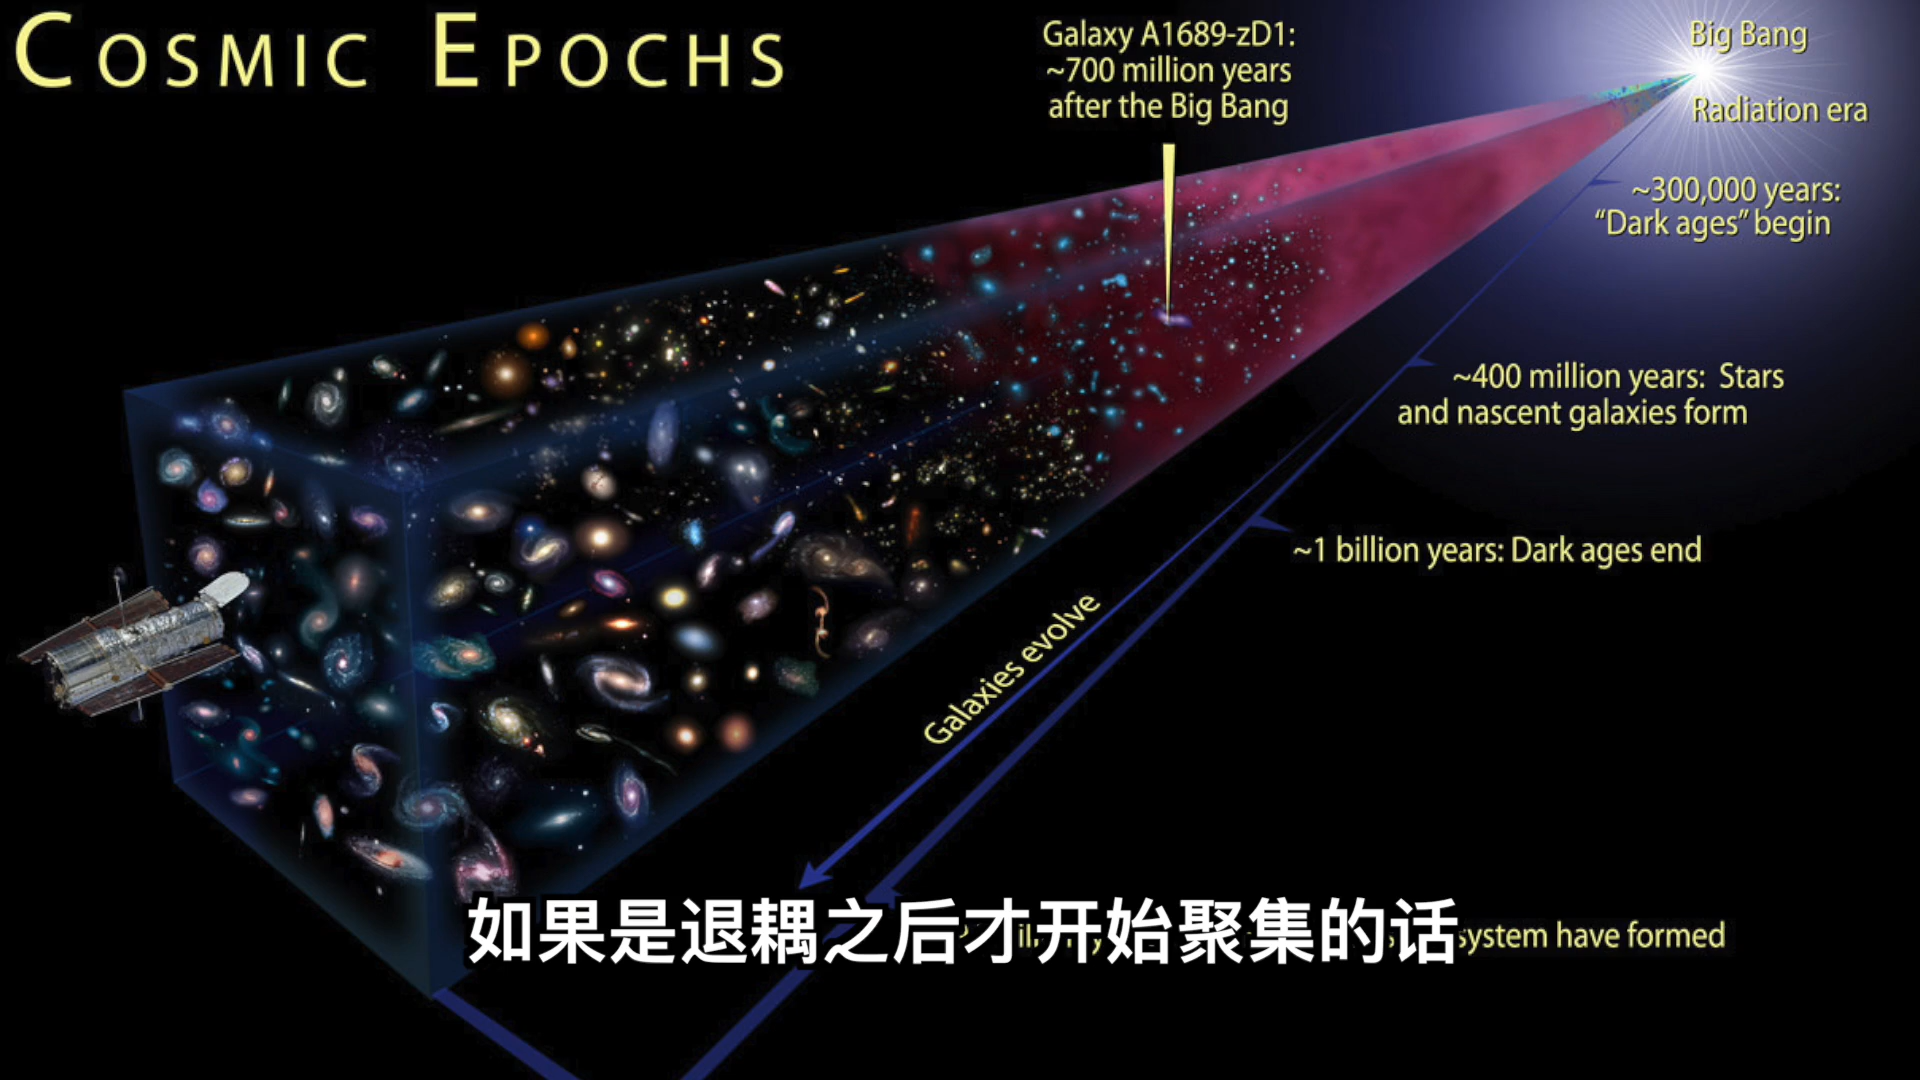 COSMIC EPOCHS
Galaxy A1689-zD1:
~700 million years
after the Big Bang
Big Bang
Radiation era
~300,000 years:
“Dark ages” begin
~400 million years: Stars
and nascent galaxies form
~1 billion years: Dark ages end
Galaxies evolve
system have formed
如果是退耦之后才开始聚集的话